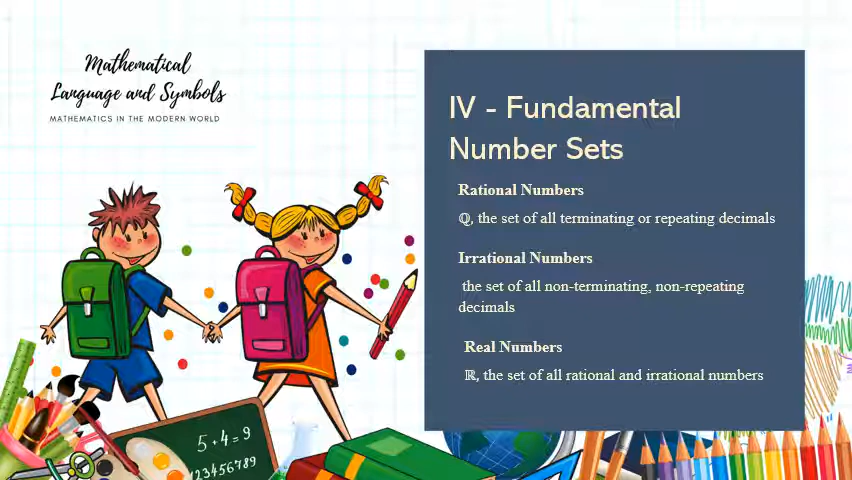 Mathematical
Language and Symbols
MATHEMATICS IN THE MODERN WORLD
IV - Fundamental
Number Sets
Rational Numbers
ℚ, the set of all terminating or repeating decimals
Irrational Numbers
the set of all non-terminating, non-repeating
decimals
Real Numbers
ℝ, the set of all rational and irrational numbers
5+4=9
123456789